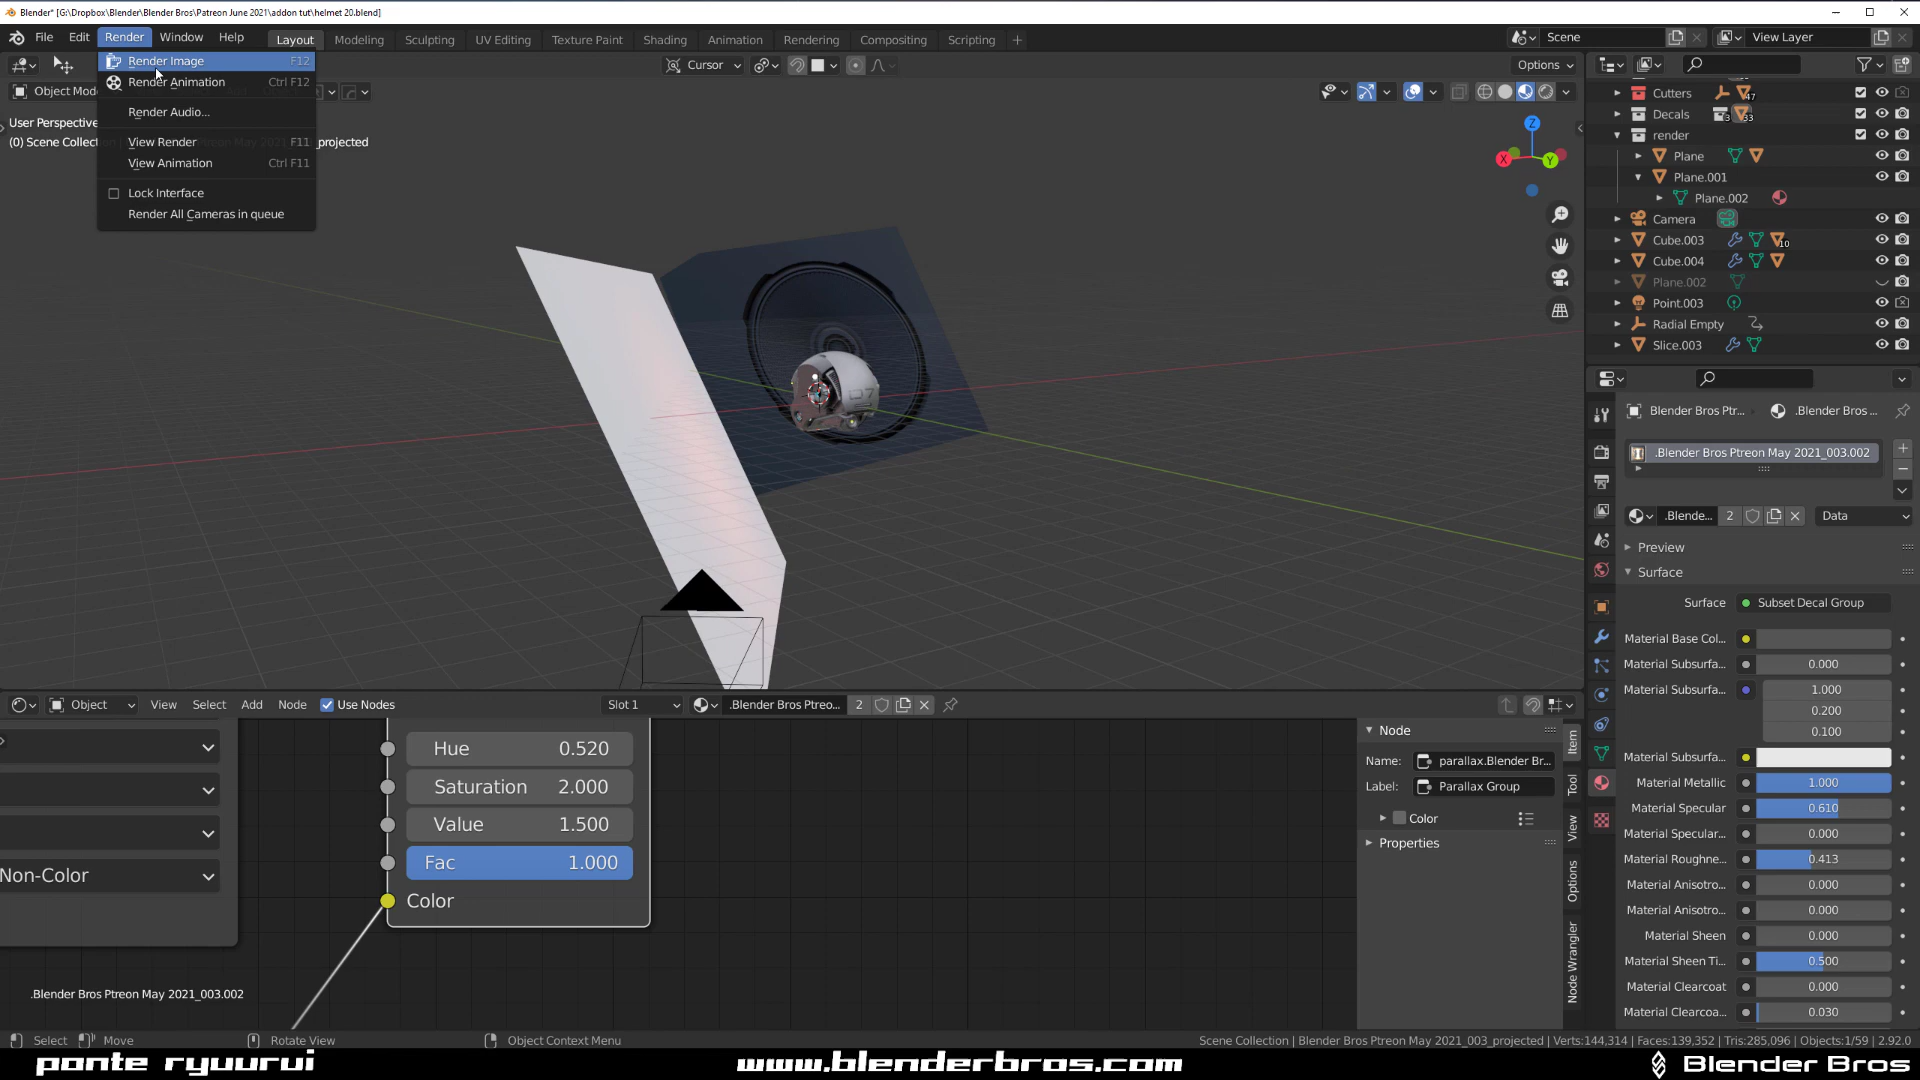 Blender* [G:\Dropbox\Blender\Blender Bros\Patreon June 2021\addon tut\helmet 20.blend]
File Edit Render Window Help Layout Modeling Sculpting UV Editing Texture Paint Shading Animation Rendering Compositing Scripting + Scene View Layer
Render Image F12
Render Animation Ctrl F12
Render Audio...
View Render F11
View Animation Ctrl F11
Lock Interface
Render All Cameras in queue
Cursor Options
Object Mod
User Perspective
(0) Scene Collect _projected
Z
X Y
07
Cutters 47
Decals 3 33
render
Plane
Plane.001
Plane.002
Camera
Cube.003 10
Cube.004
Plane.002
Point.003
Radial Empty
Slice.003
Blender Bros Ptr... .Blender Bros ...
.Blender Bros Ptreon May 2021_003.002
.Blende... 2 Data
Preview
Surface
Surface Subset Decal Group
Material Base Col...
Material Subsurfa... 0.000
Material Subsurfa... 1.000
0.200
0.100
Material Subsurfa...
Material Metallic 1.000
Material Specular 0.610
Material Specular... 0.000
Material Roughne... 0.413
Material Anisotro... 0.000
Material Anisotro... 0.000
Material Sheen 0.000
Material Sheen Ti... 0.500
Material Clearcoat 0.000
Material Clearcoa... 0.030
Object View Select Add Node Use Nodes Slot 1 .Blender Bros Ptreo... 2
Hue 0.520
Saturation 2.000
Value 1.500
Fac 1.000
Color
Non-Color
.Blender Bros Ptreon May 2021_003.002
Node
Name: parallax.Blender Br...
Label: Parallax Group
Color
Properties
Item
Tool
View
Options
Node Wrangler
Select Move Rotate View Object Context Menu Scene Collection | Blender Bros Ptreon May 2021_003_projected | Verts:144,314 | Faces:139,352 | Tris:285,096 | Objects:1/59 | 2.92.0
ponte ryuurui www.blenderbros.com Blender Bros